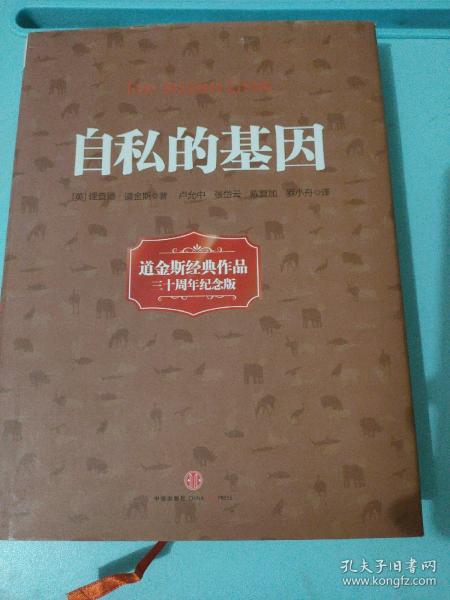 THE SELFISH GENE
自私的基因
[英]理查德·道金斯◎著 卢允中 张岱云 陈复加 罗小舟◎译
道金斯经典作品
三十周年纪念版
中信出版社·CHINA PRESS
孔夫子旧书网
www.kongfz.com